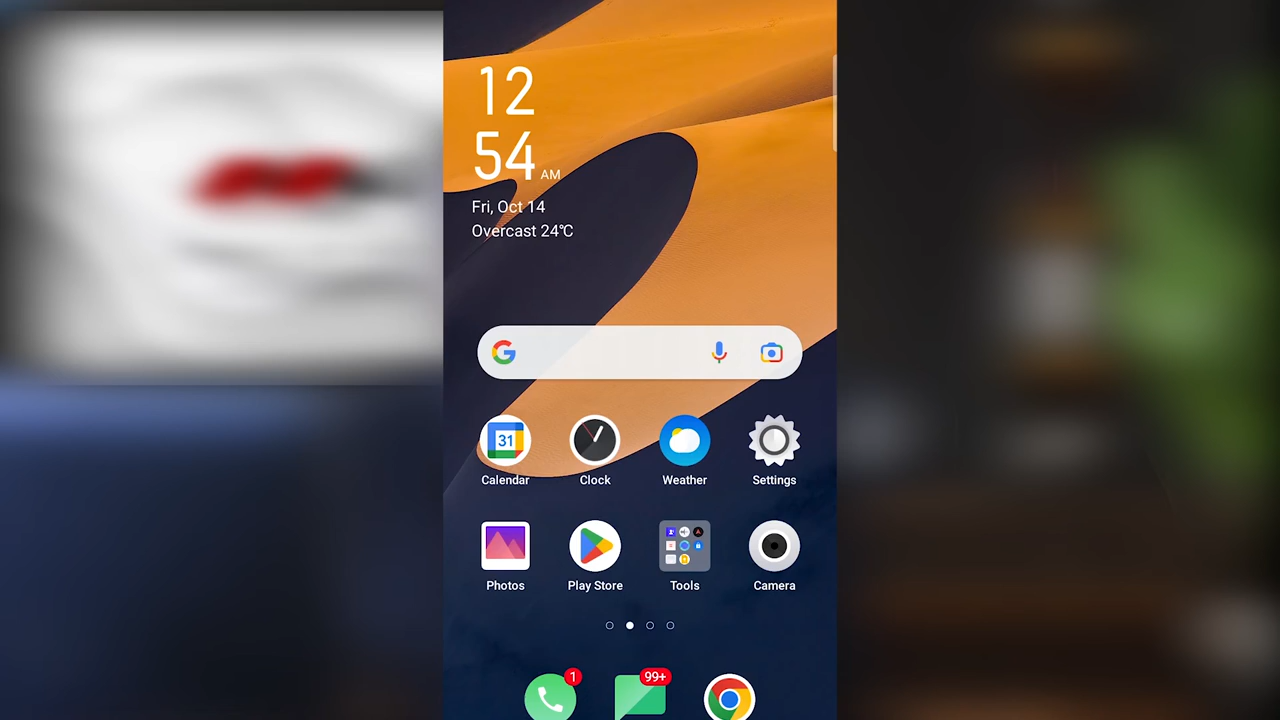 12
54 AM
Fri, Oct 14
Overcast 24℃
G
31
Calendar
Clock
Weather
Settings
Photos
Play Store
Tools
Camera
1
99+